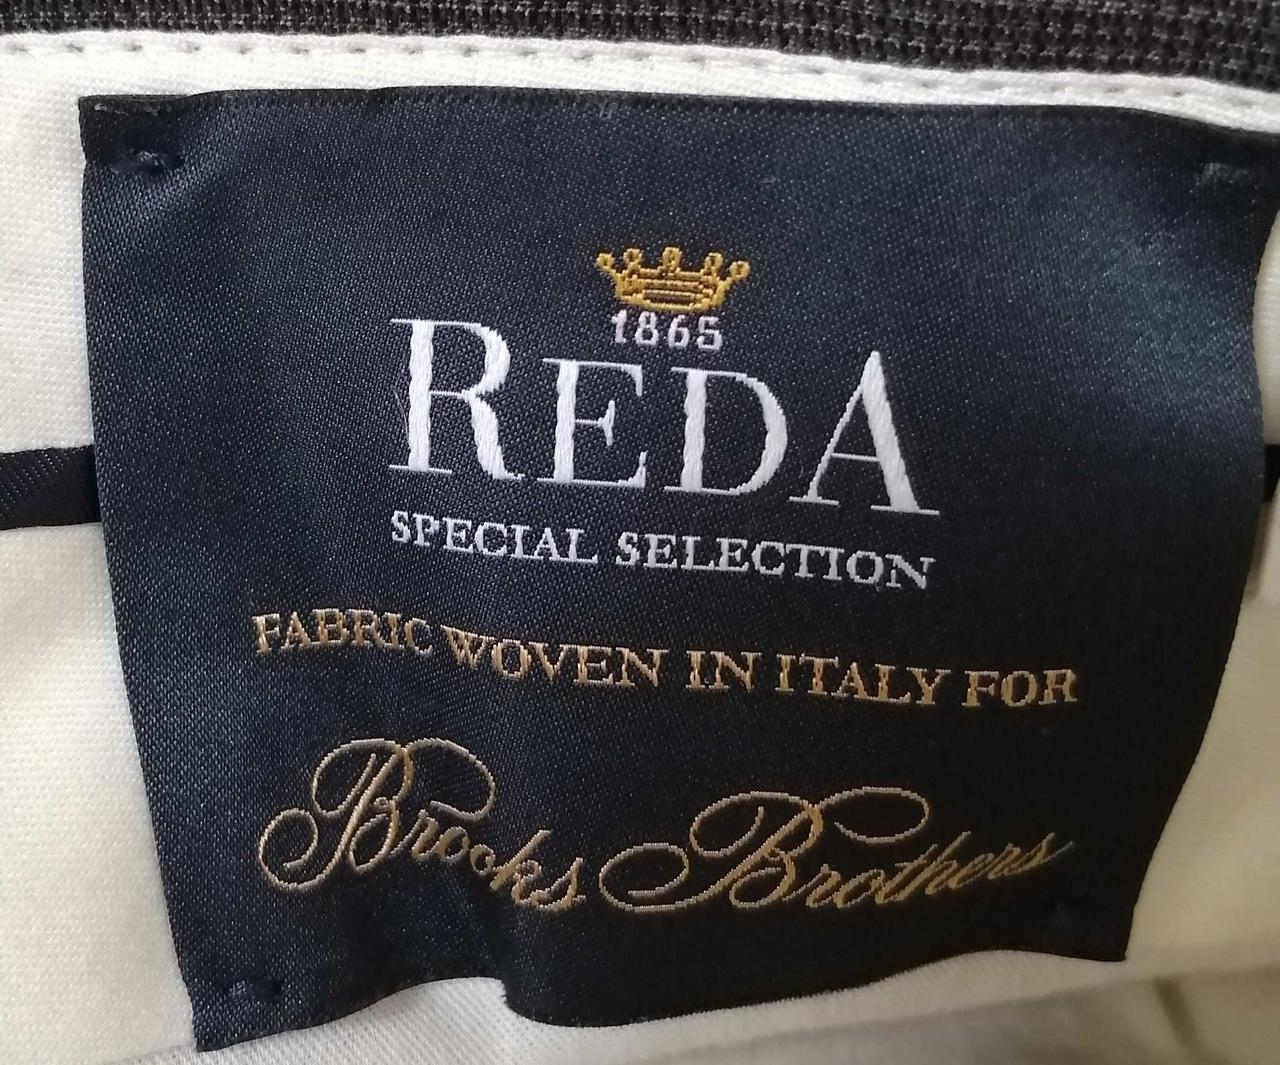 1865
REDA
SPECIAL SELECTION
FABRIC WOVEN IN ITALY FOR
Brooks Brothers